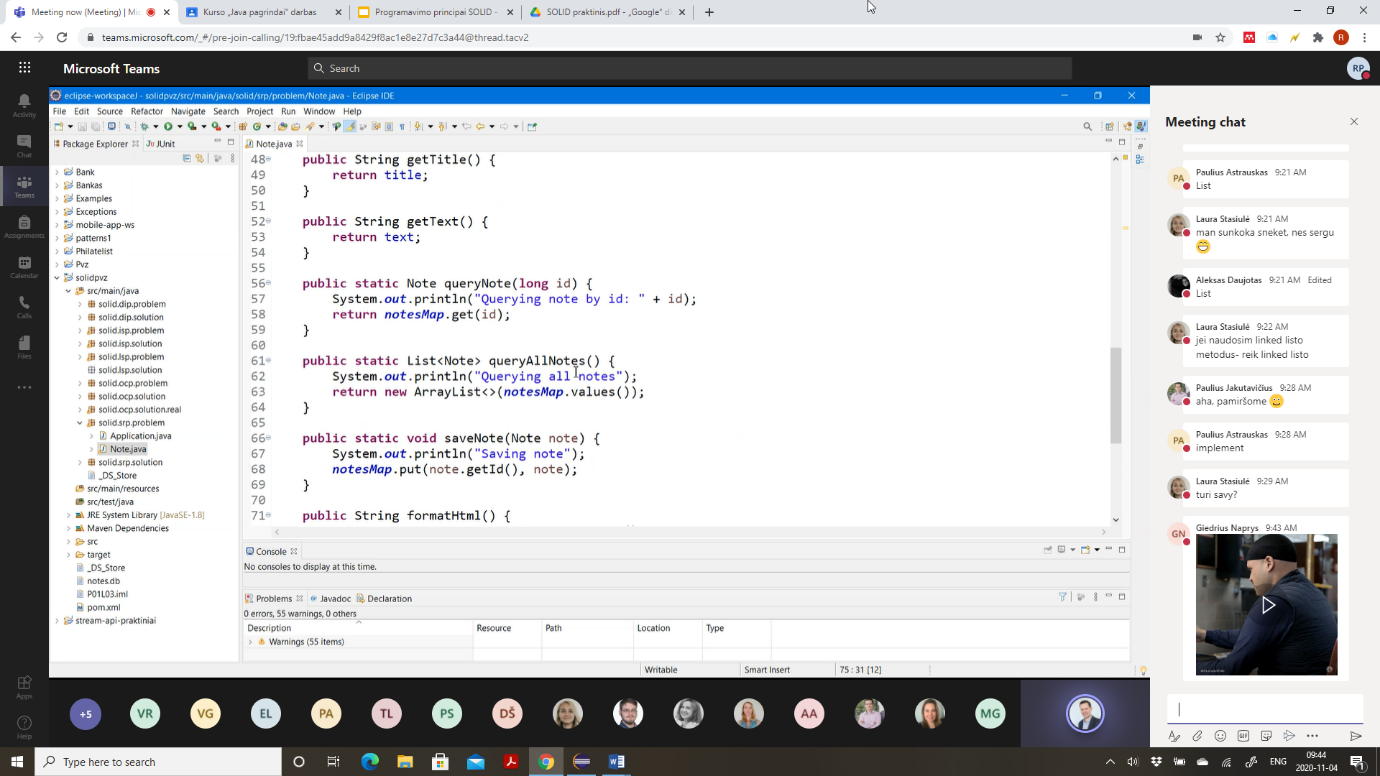 Meeting now (Meeting) | Mi
Kurso „Java pagrindai" darbas
Programavimo principai SOLID -
SOLID praktinis.pdf - „Google" d
teams.microsoft.com/_#/pre-join-calling/19:fbae45add9a8429f8ac1e8e27d7c3a44@thread.tacv2
R
Microsoft Teams
Search
RP
eclipse-workspaceJ - solidpvz/src/main/java/solid/srp/problem/Note.java - Eclipse IDE
File Edit Source Refactor Navigate Search Project Run Window Help
Activity
Chat
Teams
Assignments
Calendar
Calls
Files
Apps
Help
Package Explorer
JUnit
Bank
Bankas
Examples
Exceptions
mobile-app-ws
patterns1
Philatelist
Pvz
solidpvz
src/main/java
solid.dip.problem
solid.dip.solution
solid.isp.problem
solid.isp.solution
solid.lsp.problem
solid.lsp.solution
solid.ocp.problem
solid.ocp.solution
solid.ocp.solution.real
solid.srp.problem
Application.java
Note.java
solid.srp.solution
_DS_Store
src/main/resources
src/test/java
JRE System Library [JavaSE-1.8]
Maven Dependencies
src
target
_DS_Store
notes.db
P01L03.iml
pom.xml
stream-api-praktiniai
Note.java
48 public String getTitle() {
49 return title;
50 }
51
52 public String getText() {
53 return text;
54 }
55
56 public static Note queryNote(long id) {
57 System.out.println("Querying note by id: " + id);
58 return notesMap.get(id);
59 }
60
61 public static List<Note> queryAllNotes() {
62 System.out.println("Querying all notes");
63 return new ArrayList<>(notesMap.values());
64 }
65
66 public static void saveNote(Note note) {
67 System.out.println("Saving note");
68 notesMap.put(note.getId(), note);
69 }
70
71 public String formatHtml() {
Console
No consoles to display at this time.
Problems Javadoc Declaration
0 errors, 55 warnings, 0 others
Description Resource Path Location Type
Warnings (55 items)
Writable Smart Insert 75 : 31 [12]
Meeting chat
PA
Paulius Astrauskas 9:21 AM
List
Laura Stasiulė 9:21 AM
man sunkoka sneket, nes sergu
Aleksas Daujotas 9:21 AM Edited
List
Laura Stasiulė 9:22 AM
jei naudosim linked listo
metodus- reik linked listo
Paulius Jakutavičius 9:28 AM
aha, pamiršome
PA
Paulius Astrauskas 9:28 AM
implement
Laura Stasiulė 9:29 AM
turi savy?
GN
Giedrius Naprys 9:43 AM
+5 VR VG EL PA TL PS DŠ AA MG
Type here to search
ENG
09:44
2020-11-04
1